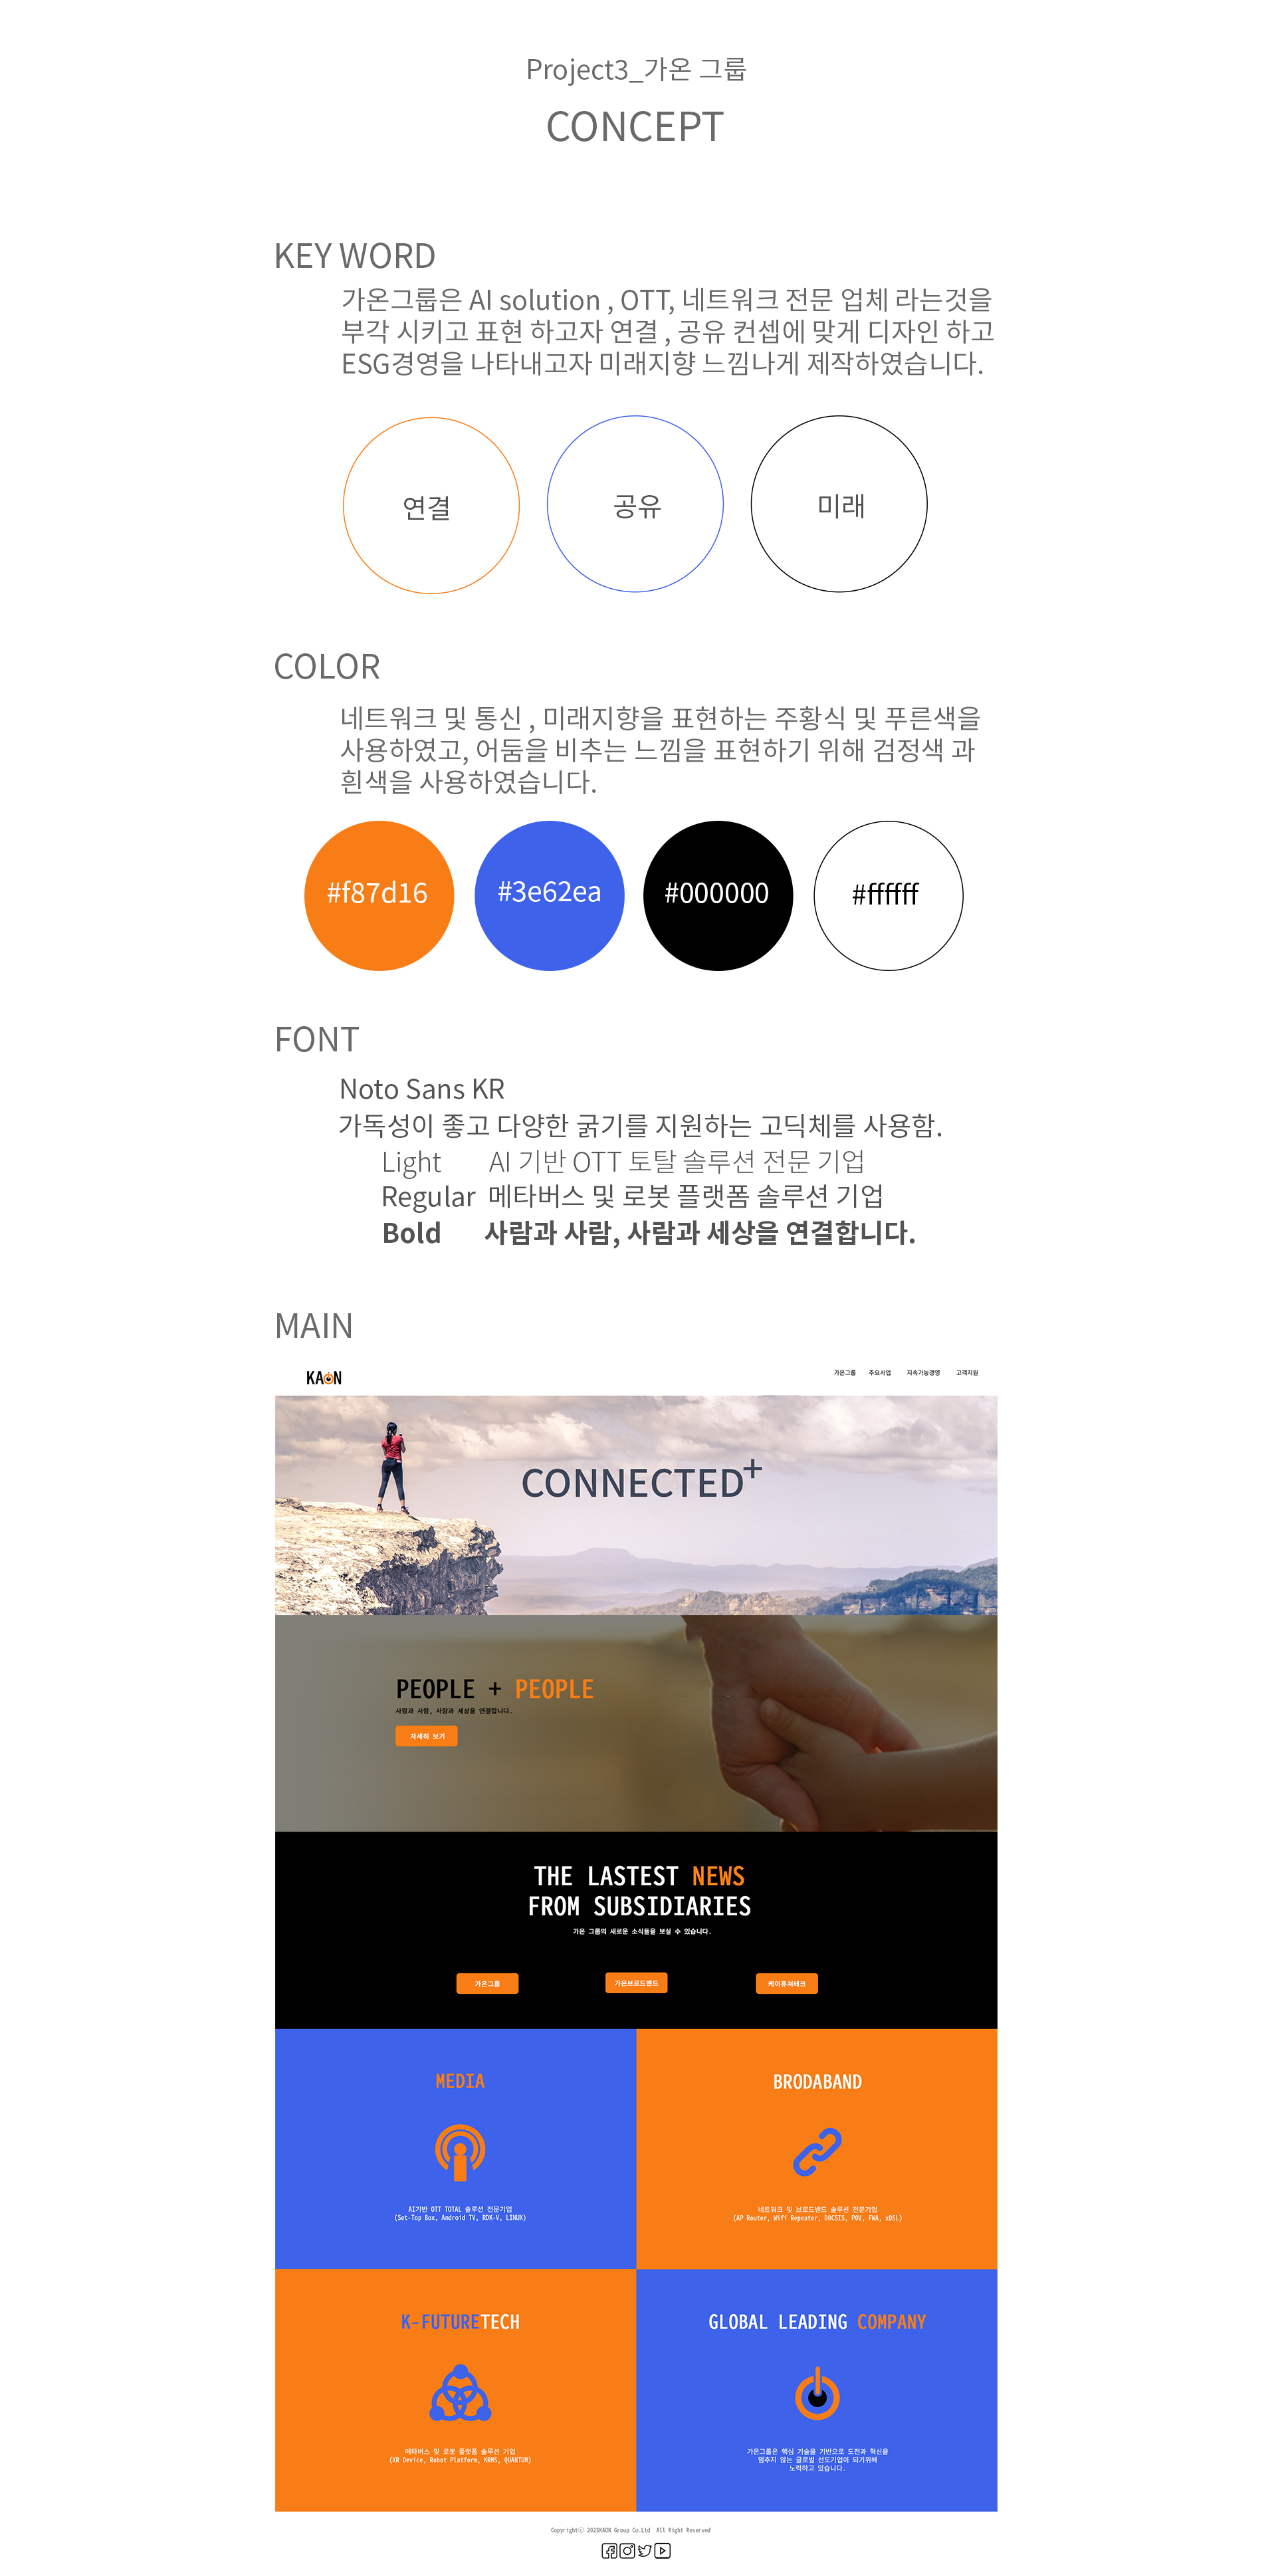 Project3_가온 그룹
CONCEPT
KEY WORD
가온그룹은 AI solution , OTT, 네트워크 전문 업체 라는것을
부각 시키고 표현 하고자 연결 , 공유 컨셉에 맞게 디자인 하고
ESG경영을 나타내고자 미래지향 느낌나게 제작하였습니다.
연결
공유
미래
COLOR
네트워크 및 통신 , 미래지향을 표현하는 주황식 및 푸른색을
사용하였고, 어둠을 비추는 느낌을 표현하기 위해 검정색 과
흰색을 사용하였습니다.
#f87d16
#3e62ea
#000000
#ffffff
FONT
Noto Sans KR
가독성이 좋고 다양한 굵기를 지원하는 고딕체를 사용함.
Light AI 기반 OTT 토탈 솔루션 전문 기업
Regular 메타버스 및 로봇 플랫폼 솔루션 기업
Bold 사람과 사람, 사람과 세상을 연결합니다.
MAIN
KAON
가온그룹 주요사업 지속가능경영 고객지원
CONNECTED+
PEOPLE + PEOPLE
사람과 사람, 사람과 세상을 연결합니다.
자세히 보기
THE LASTEST NEWS
FROM SUBSIDIARIES
가온 그룹의 새로운 소식들을 보실 수 있습니다.
가온그룹
가온브로드밴드
케이퓨쳐테크
MEDIA
AI기반 OTT TOTAL 솔루션 전문기업
(Set-Top Box, Android TV, RDK-V, LINUX)
BRODABAND
네트워크 및 브로드밴드 솔루션 전문기업
(AP Router, Wifi Repeater, DOCSIS, POV, FWA, xDSL)
K-FUTURETECH
메타버스 및 로봇 플랫폼 솔루션 기업
(XR Device, Robot Platform, KRMS, QUANTUM)
GLOBAL LEADING COMPANY
가온그룹은 핵심 기술을 기반으로 도전과 혁신을
멈추지 않는 글로벌 선도기업이 되기위해
노력하고 있습니다.
Copyrightⓒ 2023KAON Group Co.Ltd All Right Reserved